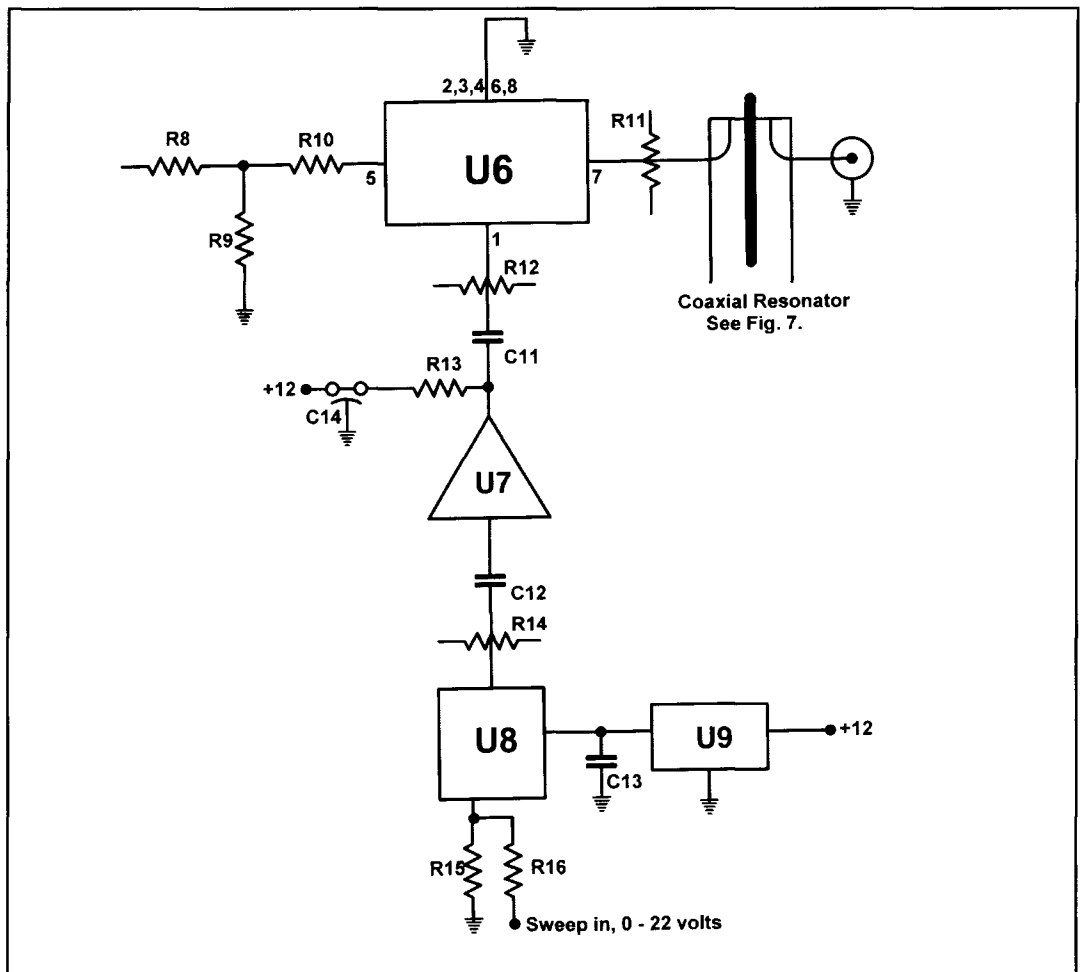 2,3,4 6,8
R8
R10
R11
5
U6
7
R9
1
R12
Coaxial Resonator
See Fig. 7.
C11
R13
+12
C14
U7
C12
R14
U8
U9
+12
C13
R15
R16
Sweep in, 0 - 22 volts